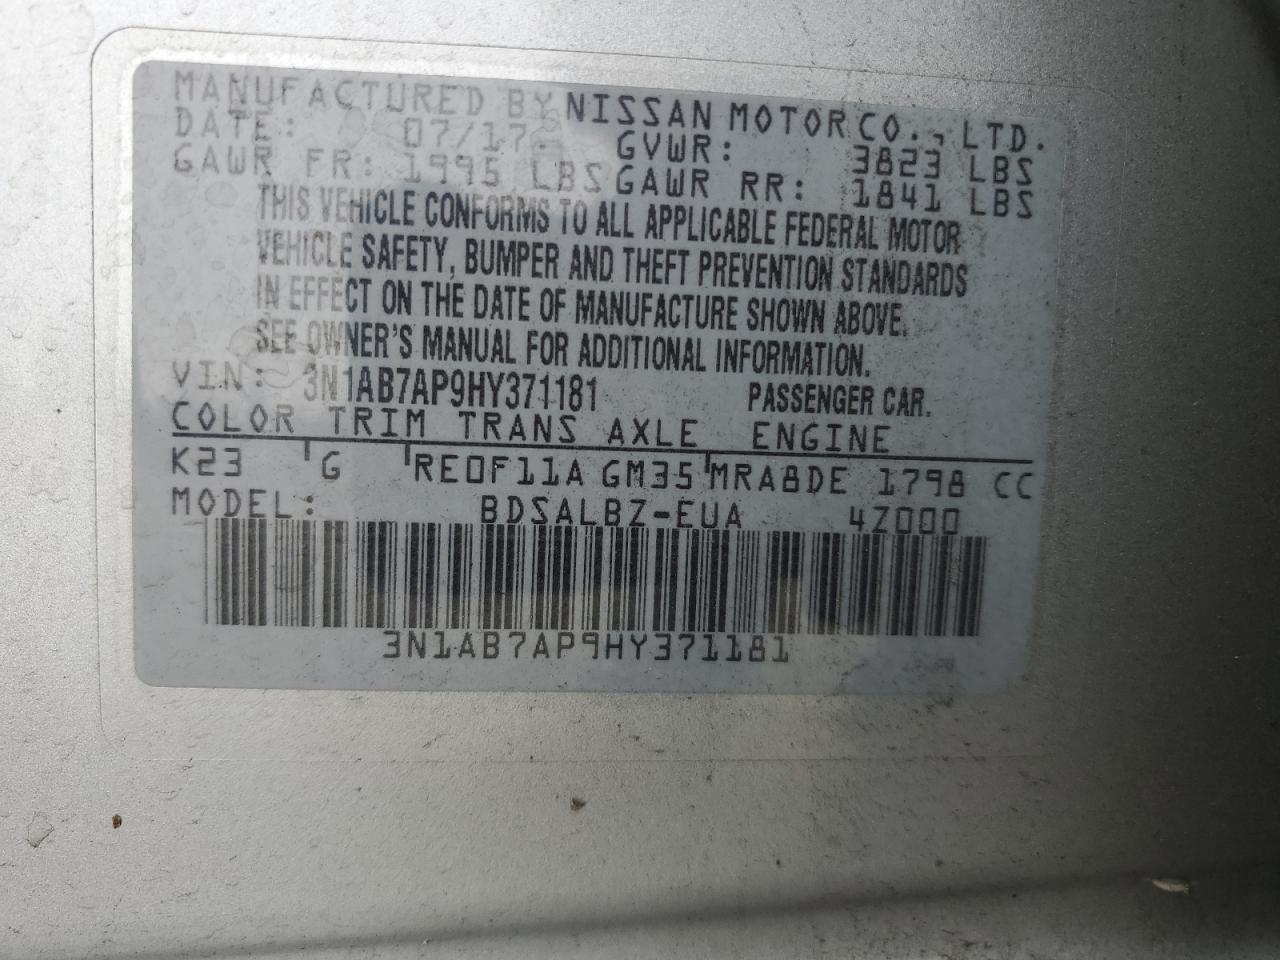 MANUFACTURED BY NISSAN MOTOR CO., LTD.
DATE: 07/17 GVWR: 3823 LBS
GAWR FR: 1995 LBS GAWR RR: 1841 LBS
THIS VEHICLE CONFORMS TO ALL APPLICABLE FEDERAL MOTOR
VEHICLE SAFETY, BUMPER AND THEFT PREVENTION STANDARDS
IN EFFECT ON THE DATE OF MANUFACTURE SHOWN ABOVE.
SEE OWNER'S MANUAL FOR ADDITIONAL INFORMATION.
VIN: 3N1AB7AP9HY371181 PASSENGER CAR.
COLOR TRIM TRANS AXLE ENGINE
K23 G RE0F11A GM35 MRA8DE 1798 CC
MODEL: BDSALBZ-EUA 4Z000
3N1AB7AP9HY371181